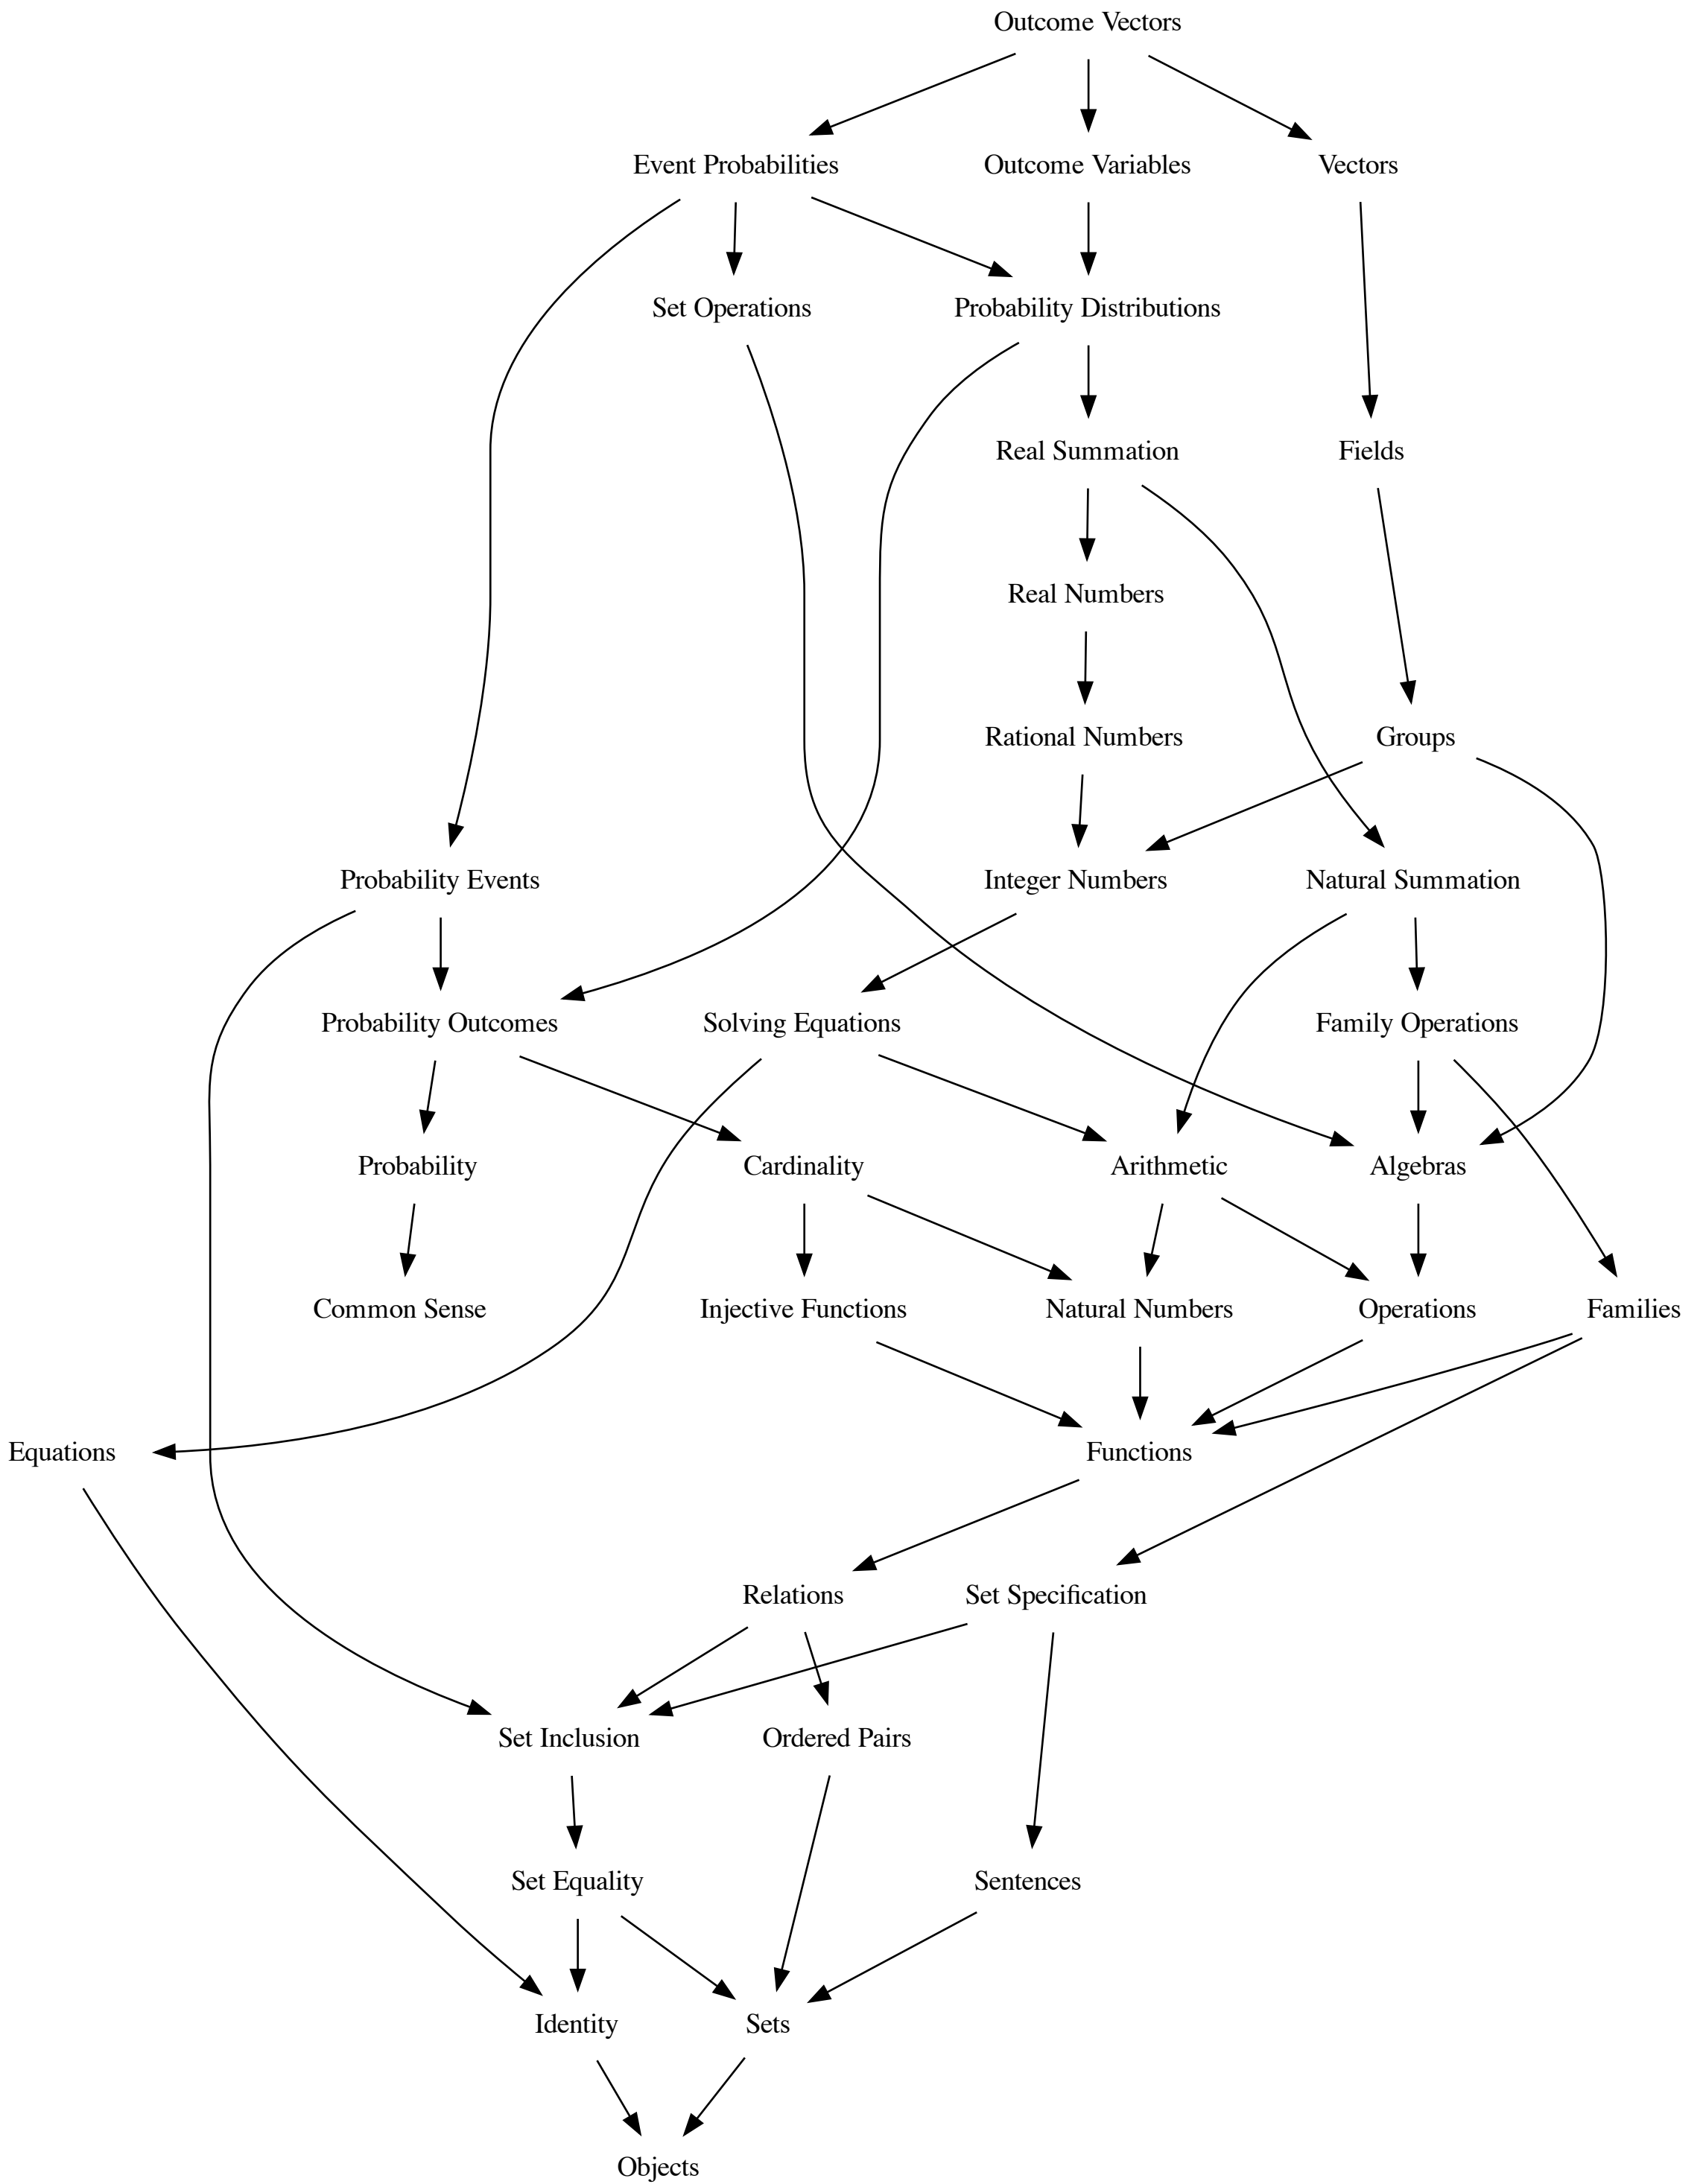 Outcome Vectors
Event Probabilities
Outcome Variables
Vectors
Set Operations
Probability Distributions
Real Summation
Fields
Real Numbers
Rational Numbers
Groups
Probability Events
Integer Numbers
Natural Summation
Probability Outcomes
Solving Equations
Family Operations
Probability
Cardinality
Arithmetic
Algebras
Common Sense
Injective Functions
Natural Numbers
Operations
Families
Equations
Functions
Relations
Set Specification
Set Inclusion
Ordered Pairs
Set Equality
Sentences
Identity
Sets
Objects